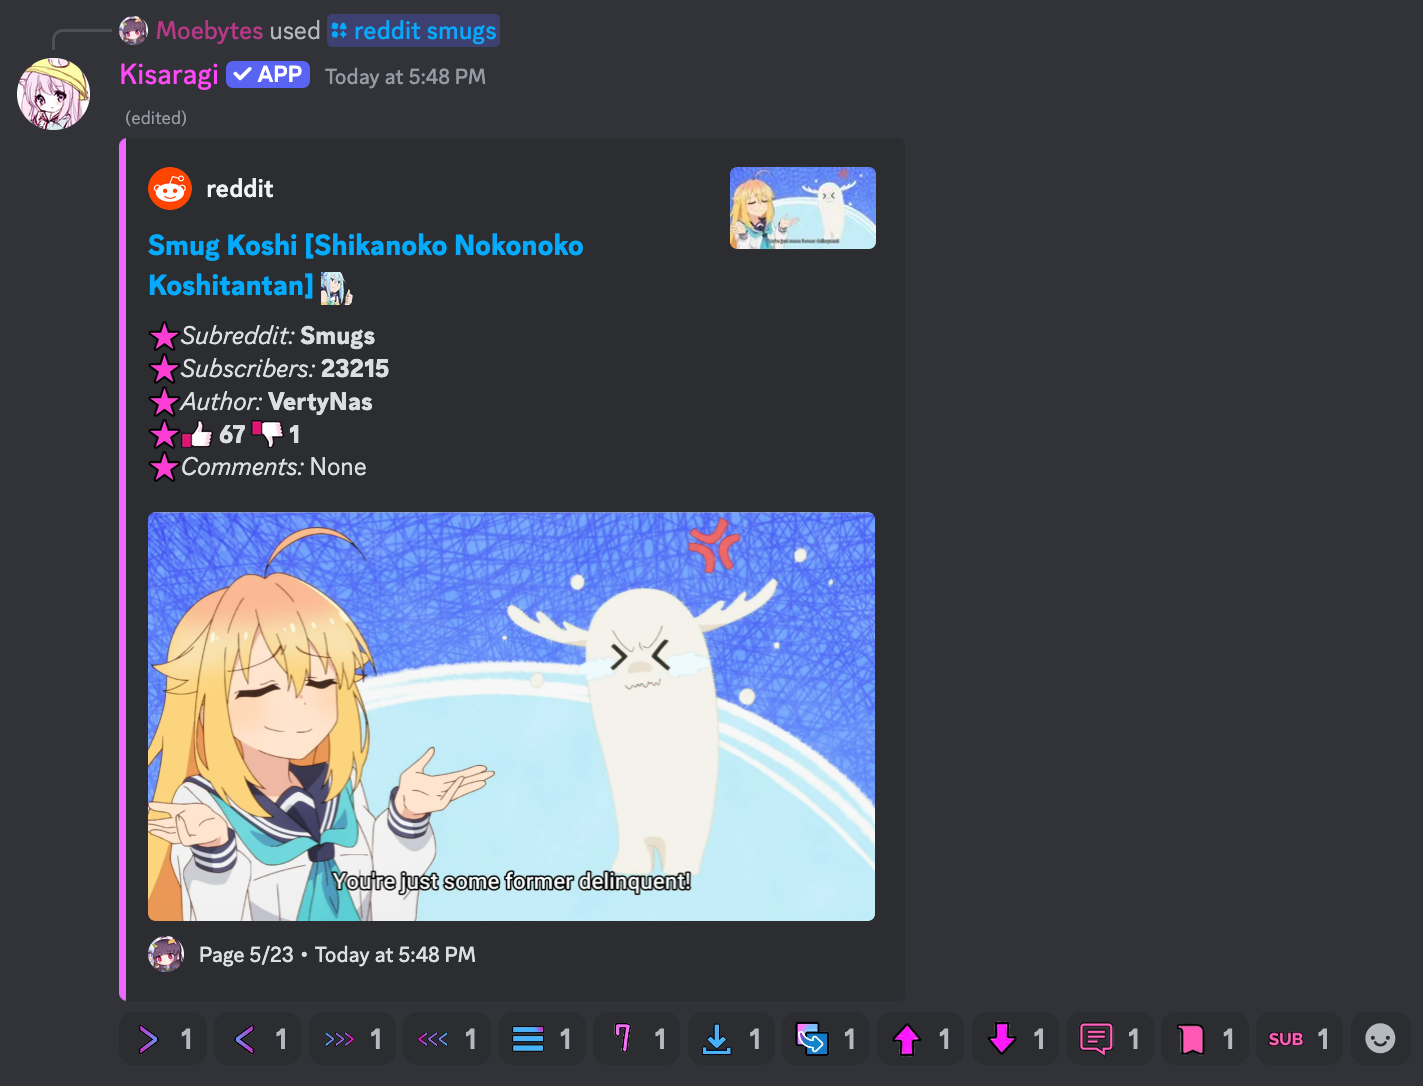 Moebytes used reddit smugs
Kisaragi APP Today at 5:48 PM
(edited)
reddit
Smug Koshi [Shikanoko Nokonoko
Koshitantan]
Subreddit: Smugs
Subscribers: 23215
Author: VertyNas
67 1
Comments: None
You're just some former delinquent!
Page 5/23 • Today at 5:48 PM
1 1 1 1 1 1 1 1 1 1 1 1 SUB 1